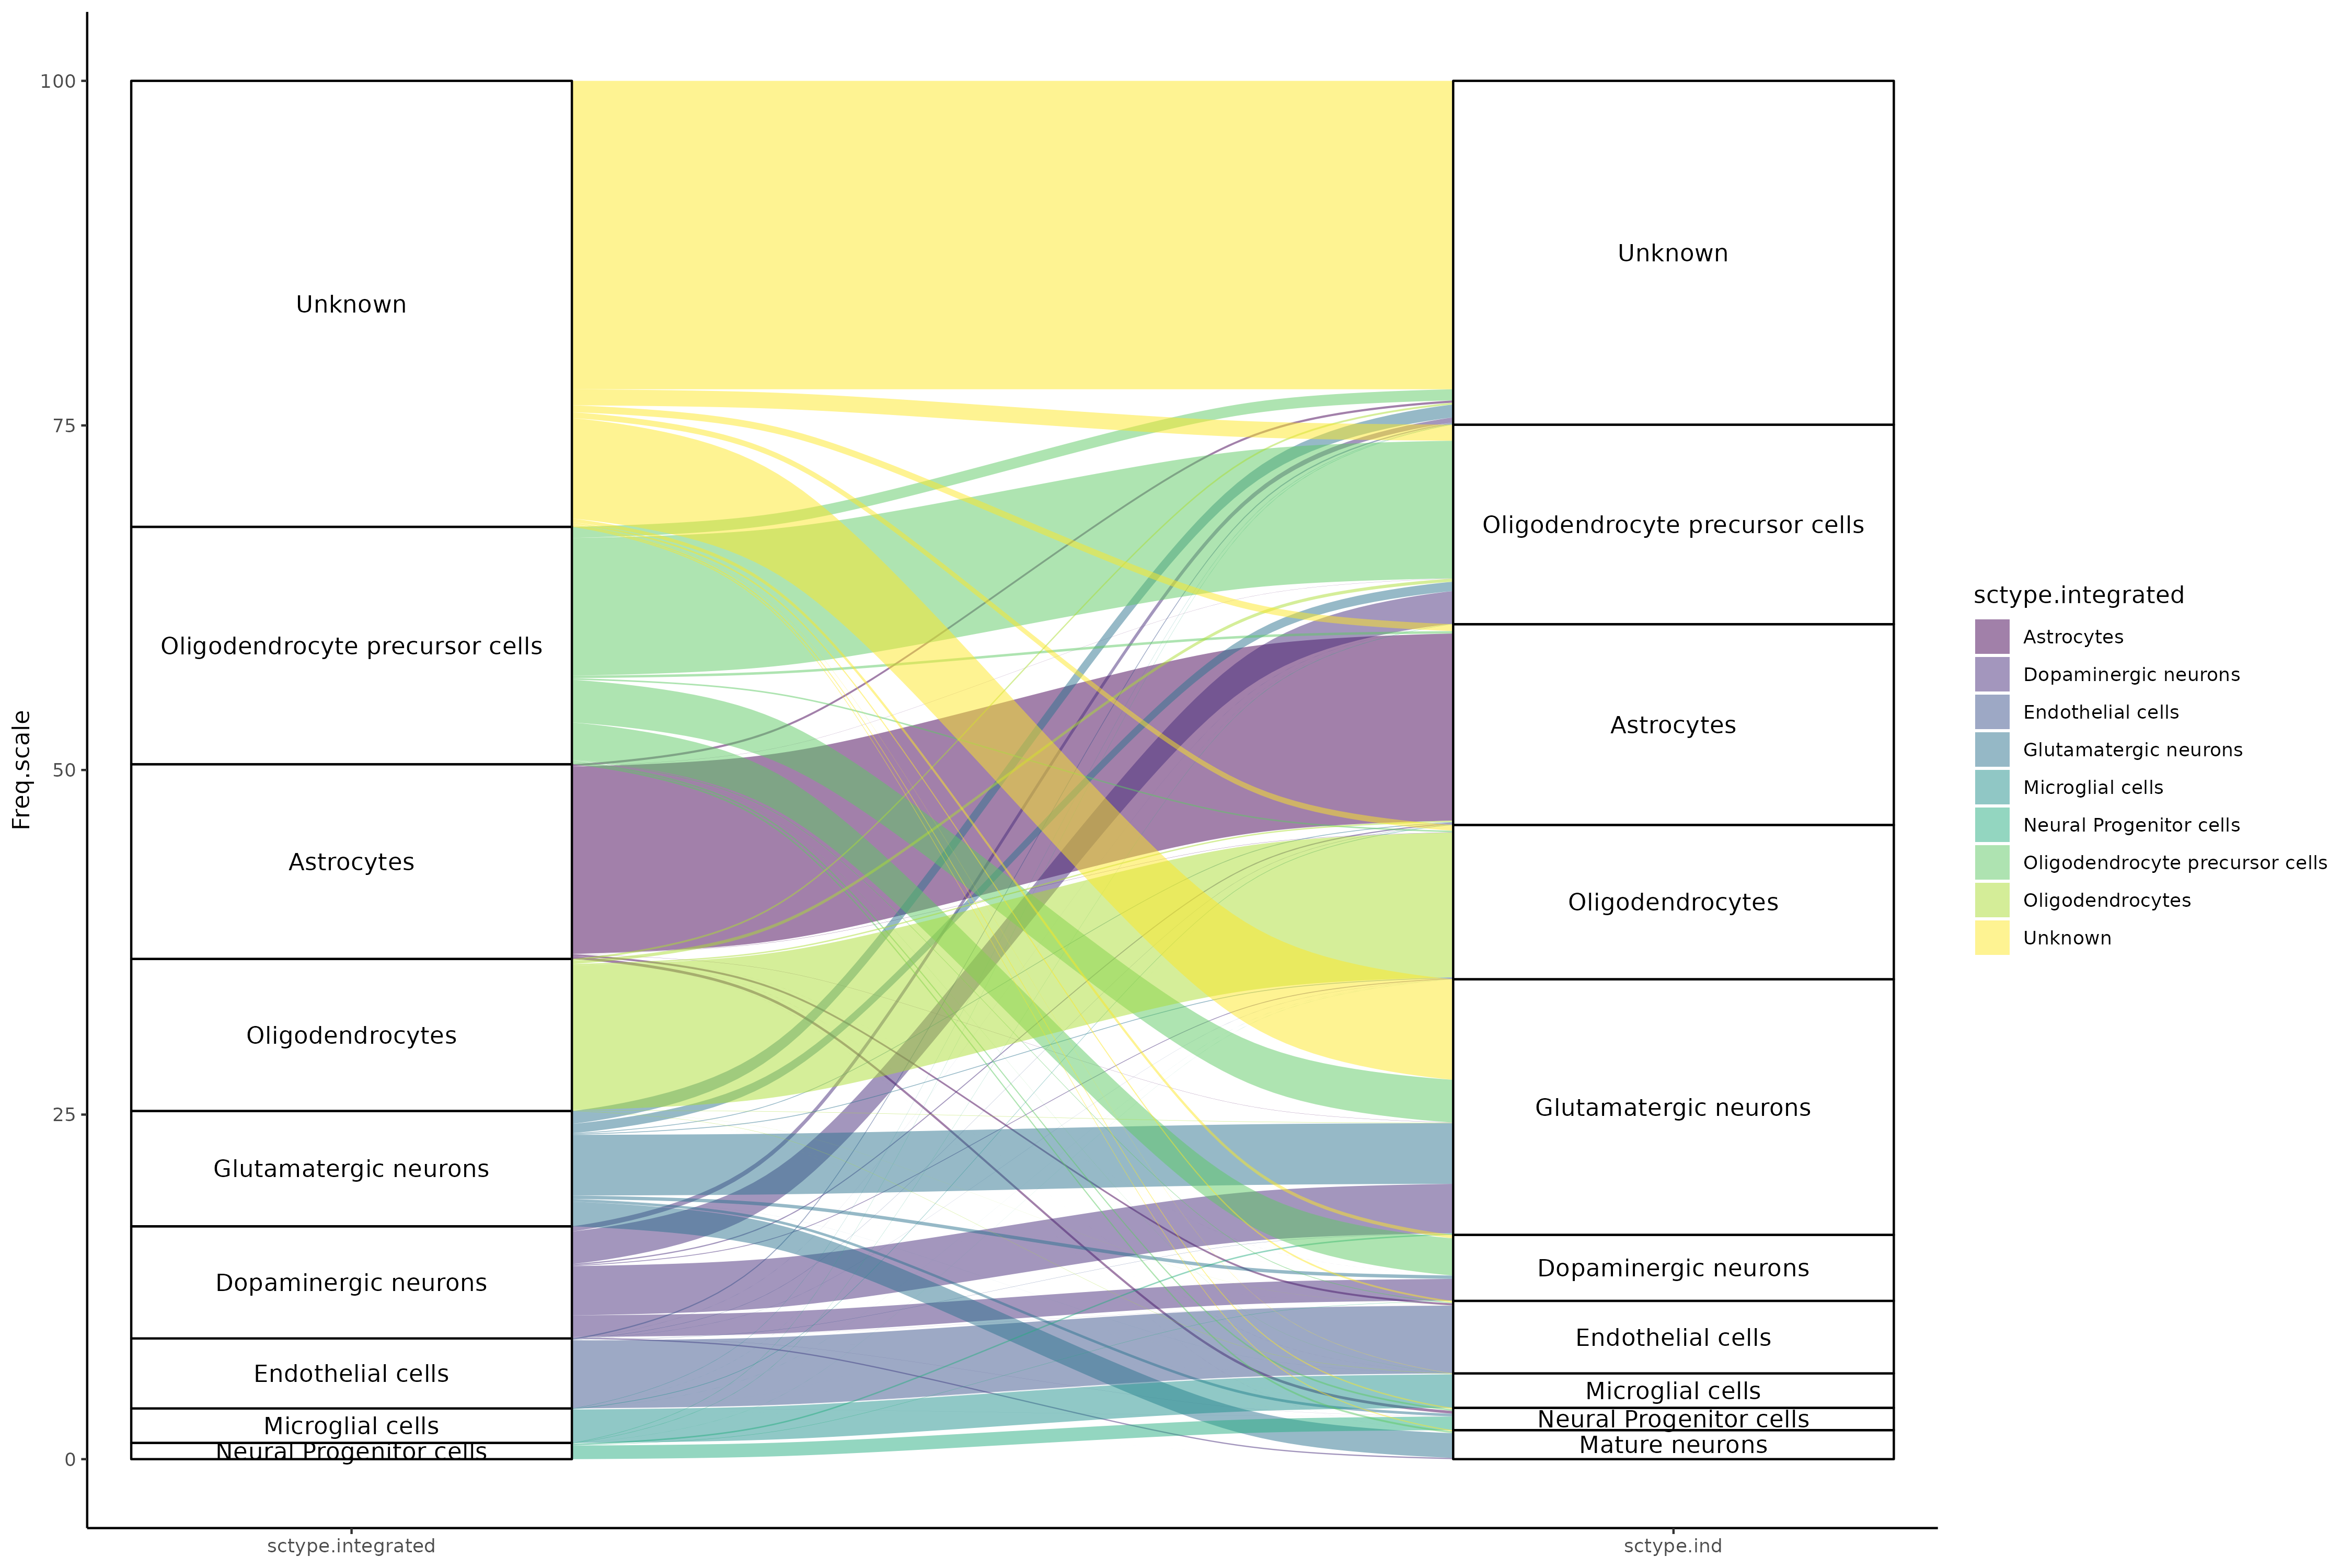 Freq.scale
100
75
50
25
0
Unknown
Oligodendrocyte precursor cells
Astrocytes
Oligodendrocytes
Glutamatergic neurons
Dopaminergic neurons
Endothelial cells
Microglial cells
Neural Progenitor cells
Unknown
Oligodendrocyte precursor cells
Astrocytes
Oligodendrocytes
Glutamatergic neurons
Dopaminergic neurons
Endothelial cells
Microglial cells
Neural Progenitor cells
Mature neurons
sctype.integrated
sctype.ind
sctype.integrated
Astrocytes
Dopaminergic neurons
Endothelial cells
Glutamatergic neurons
Microglial cells
Neural Progenitor cells
Oligodendrocyte precursor cells
Oligodendrocytes
Unknown